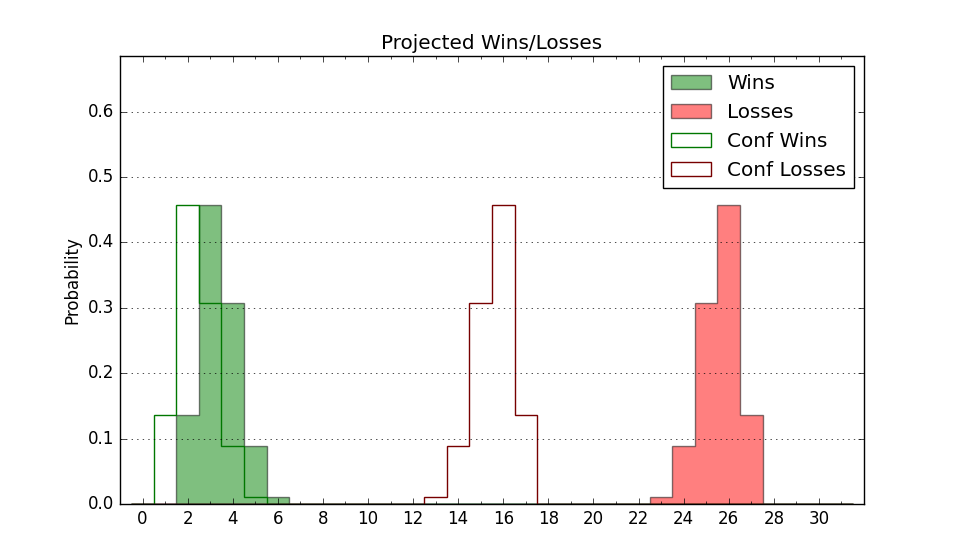 Projected Wins/Losses
Wins
Losses
Conf Wins
Conf Losses
Probability
0.6
0.5
0.4
0.3
0.2
0.1
0.0
0 2 4 6 8 10 12 14 16 18 20 22 24 26 28 30